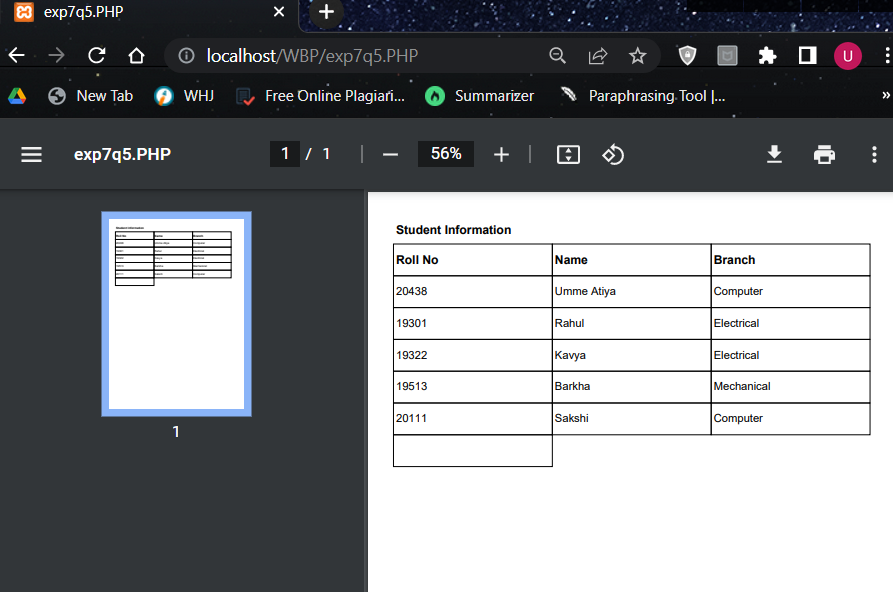 exp7q5.PHP
localhost/WBP/exp7q5.PHP
U
New Tab WHJ Free Online Plagiari... Summarizer Paraphrasing Tool |... »
exp7q5.PHP 1 / 1 56%
Student Information
Roll No Name Branch
20438 Umme Atiya Computer
19301 Rahul Electrical
19322 Kavya Electrical
19513 Barkha Mechanical
20111 Sakshi Computer
1